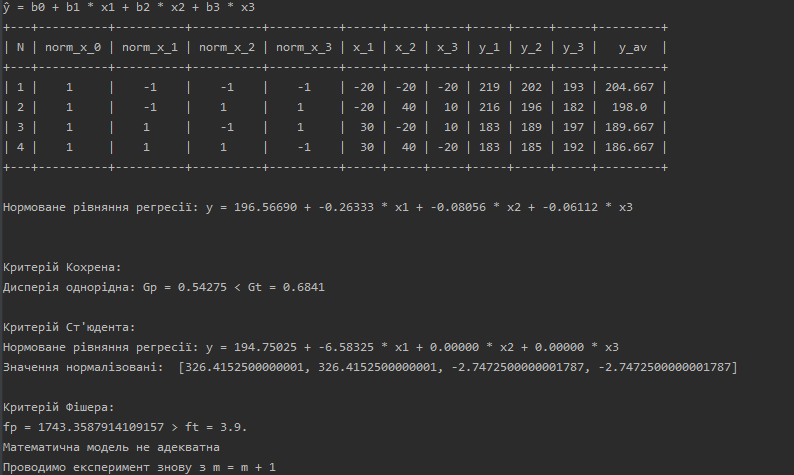 ŷ = b0 + b1 * x1 + b2 * x2 + b3 * x3
+---+----------+----------+----------+----------+-----+-----+-----+-----+-----+-----+---------+
| N | norm_x_0 | norm_x_1 | norm_x_2 | norm_x_3 | x_1 | x_2 | x_3 | y_1 | y_2 | y_3 | y_av |
+---+----------+----------+----------+----------+-----+-----+-----+-----+-----+-----+---------+
| 1 | 1 | -1 | -1 | -1 | -20 | -20 | -20 | 219 | 202 | 193 | 204.667 |
| 2 | 1 | -1 | 1 | 1 | -20 | 40 | 10 | 216 | 196 | 182 | 198.0 |
| 3 | 1 | 1 | -1 | 1 | 30 | -20 | 10 | 183 | 189 | 197 | 189.667 |
| 4 | 1 | 1 | 1 | -1 | 30 | 40 | -20 | 183 | 185 | 192 | 186.667 |
+---+----------+----------+----------+----------+-----+-----+-----+-----+-----+-----+---------+
Нормоване рівняння регресії: y = 196.56690 + -0.26333 * x1 + -0.08056 * x2 + -0.06112 * x3
Критерій Кохрена:
Дисперія однорідна: Gp = 0.54275 < Gt = 0.6841
Критерій Ст'юдента:
Нормоване рівняння регресії: y = 194.75025 + -6.58325 * x1 + 0.00000 * x2 + 0.00000 * x3
Значення нормалізовані:  [326.4152500000001, 326.4152500000001, -2.7472500000001787, -2.7472500000001787]
Критерій Фішера:
fp = 1743.3587914109157 > ft = 3.9.
Математична модель не адекватна
Проводимо експеримент знову з m = m + 1